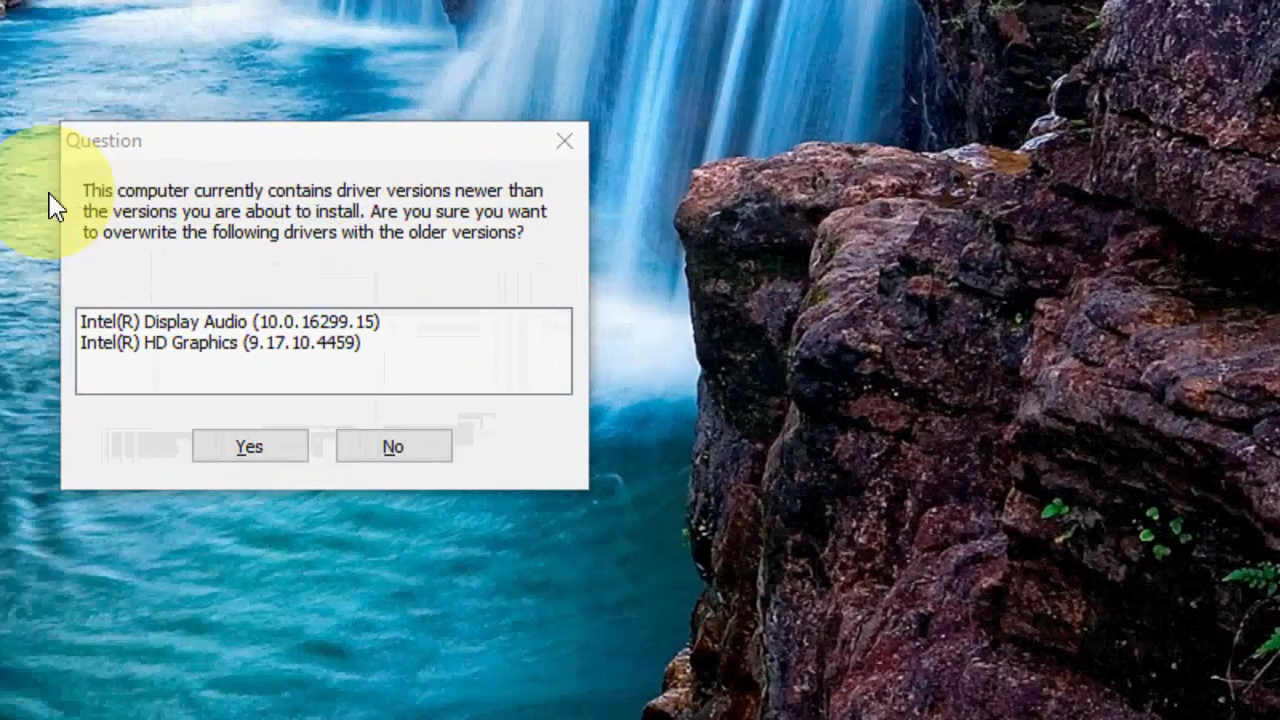 Question
This computer currently contains driver versions newer than
the versions you are about to install. Are you sure you want
to overwrite the following drivers with the older versions?
Intel(R) Display Audio (10.0.16299.15)
Intel(R) HD Graphics (9.17.10.4459)
Yes
No